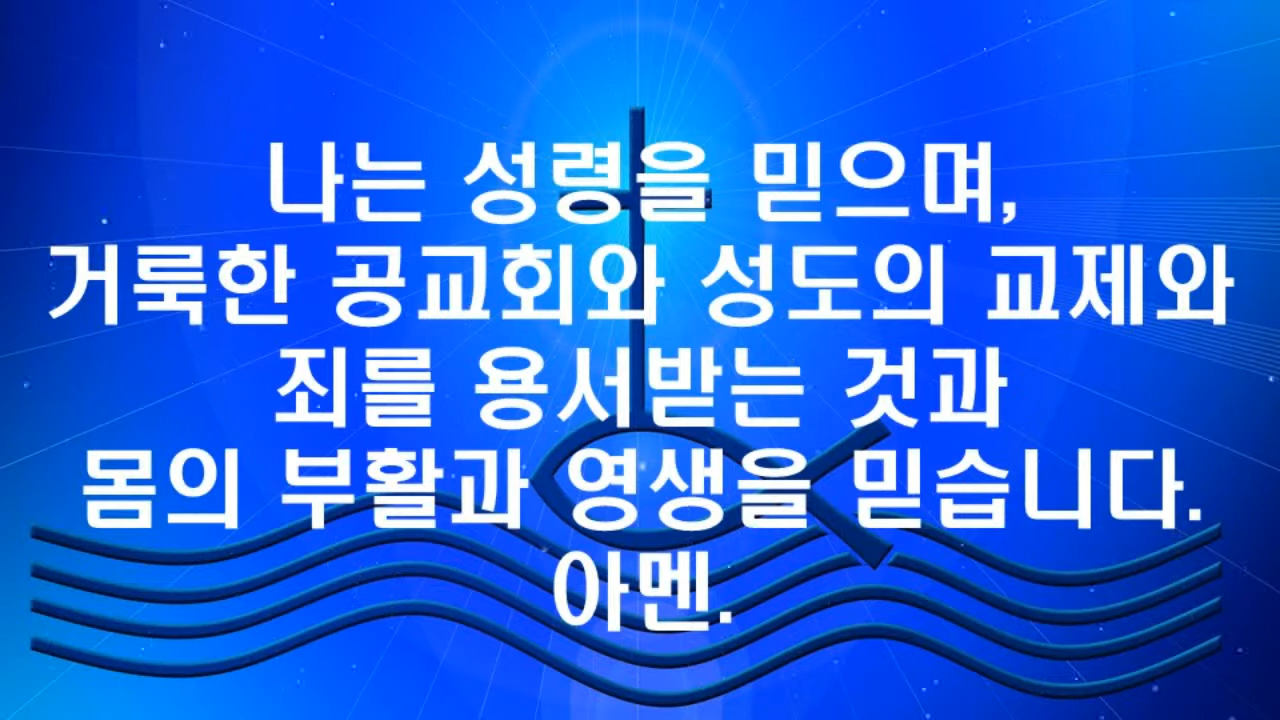 나는 성령을 믿으며,
거룩한 공교회와 성도의 교제와
죄를 용서받는 것과
몸의 부활과 영생을 믿습니다.
아멘.